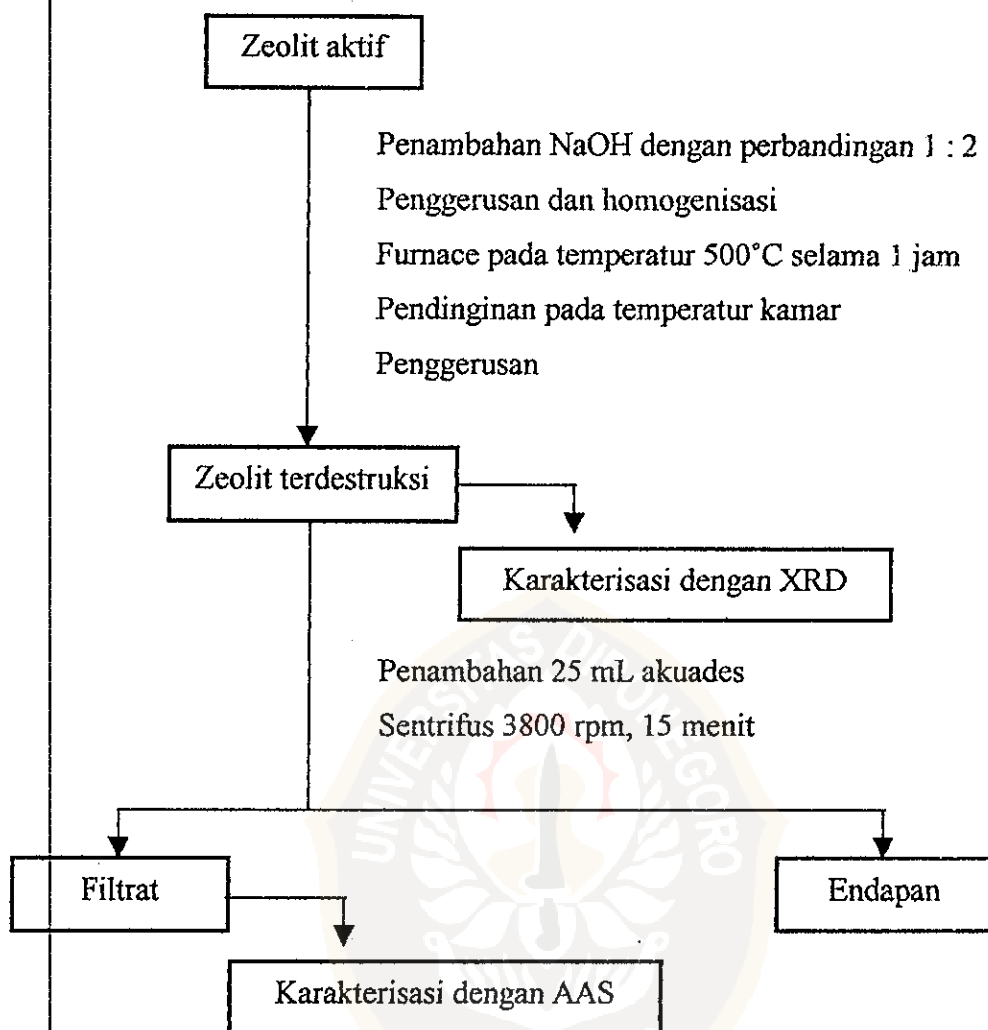 Zeolit aktif
Penambahan NaOH dengan perbandingan 1 : 2
Penggerusan dan homogenisasi
Furnace pada temperatur 500°C selama 1 jam
Pendinginan pada temperatur kamar
Penggerusan
Zeolit terdestruksi
Karakterisasi dengan XRD
Penambahan 25 mL akuades
Sentrifus 3800 rpm, 15 menit
Filtrat
Endapan
Karakterisasi dengan AAS
UNIVERSITAS DIPONEGORO